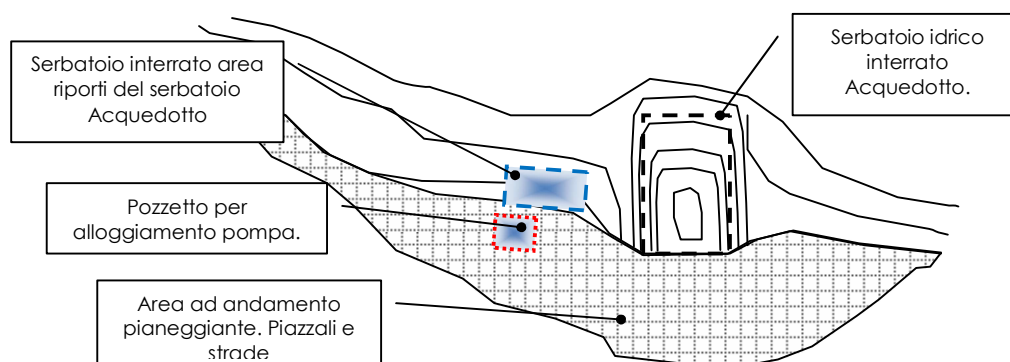 Serbatoio interrato area
riporti del serbatoio
Acquedotto
Serbatoio idrico
interrato
Acquedotto.
Pozzetto per
alloggiamento pompa.
Area ad andamento
pianeggiante. Piazzali e
strade